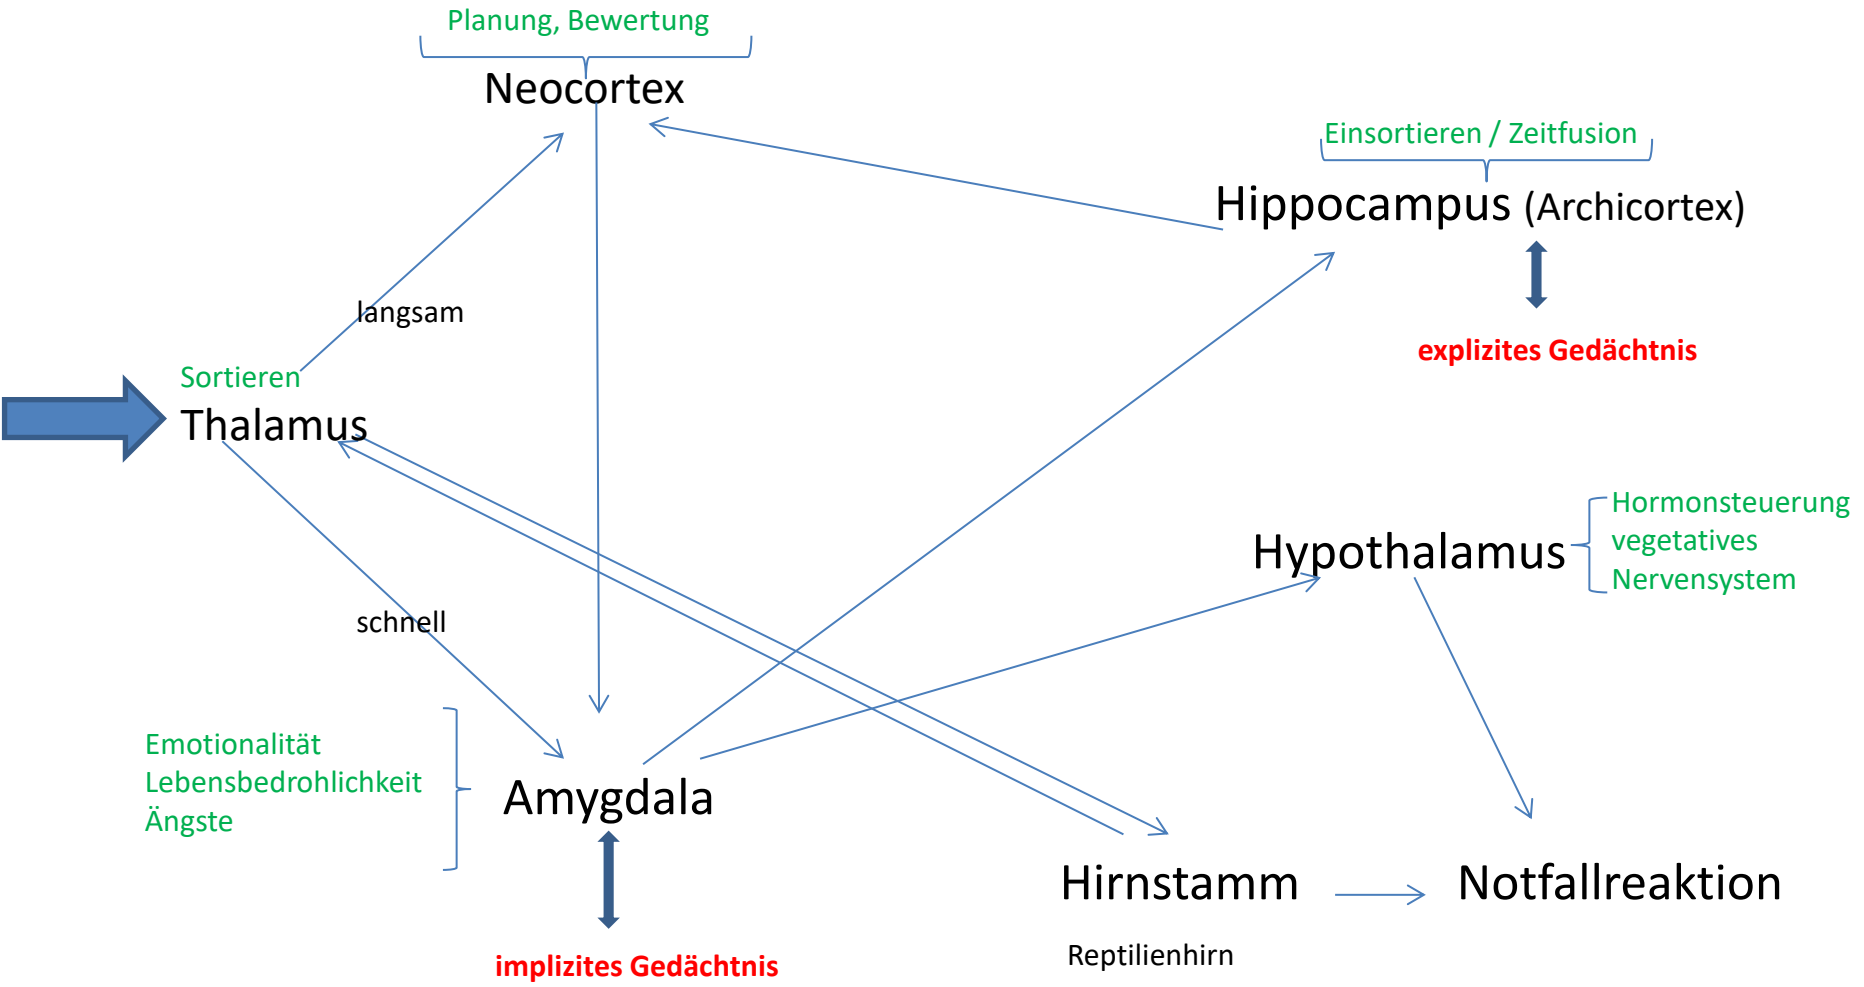 Planung, Bewertung
Neocortex
Einsortieren / Zeitfusion
Hippocampus (Archicortex)
langsam
explizites Gedächtnis
Sortieren
Thalamus
Hormonsteuerung
vegetatives
Nervensystem
Hypothalamus
schnell
Emotionalität
Lebensbedrohlichkeit
Ängste
Amygdala
Hirnstamm
Notfallreaktion
Reptilienhirn
implizites Gedächtnis